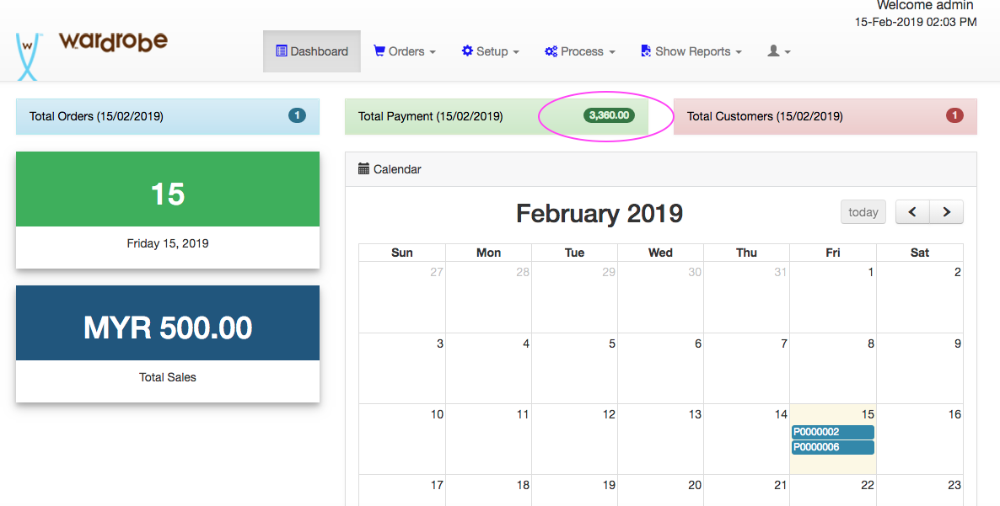 Welcome admin
15-Feb-2019 02:03 PM
W wardrobe
Dashboard Orders Setup Process Show Reports
Total Orders (15/02/2019) 1
Total Payment (15/02/2019) 3,360.00
Total Customers (15/02/2019) 1
15
Friday 15, 2019
MYR 500.00
Total Sales
Calendar
February 2019
today
Sun Mon Tue Wed Thu Fri Sat
27 28 29 30 31 1 2
3 4 5 6 7 8 9
10 11 12 13 14 15 16
P0000002
P0000006
17 18 19 20 21 22 23